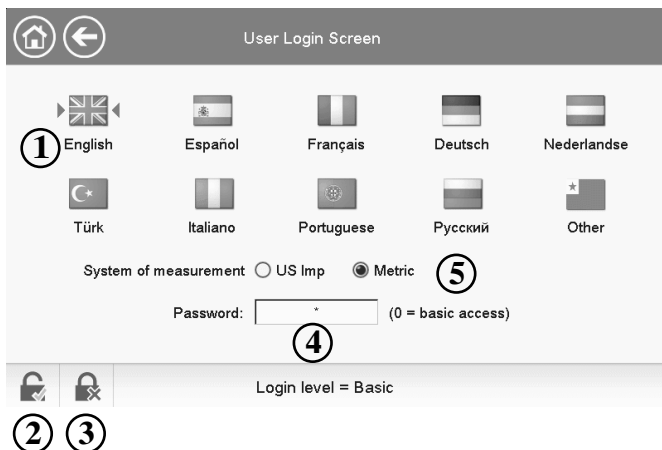 User Login Screen
English Español Français Deutsch Nederlandse
1
Türk Italiano Portuguese Русский Other
System of measurement US Imp Metric 5
Password: * (0 = basic access)
4
Login level = Basic
2 3